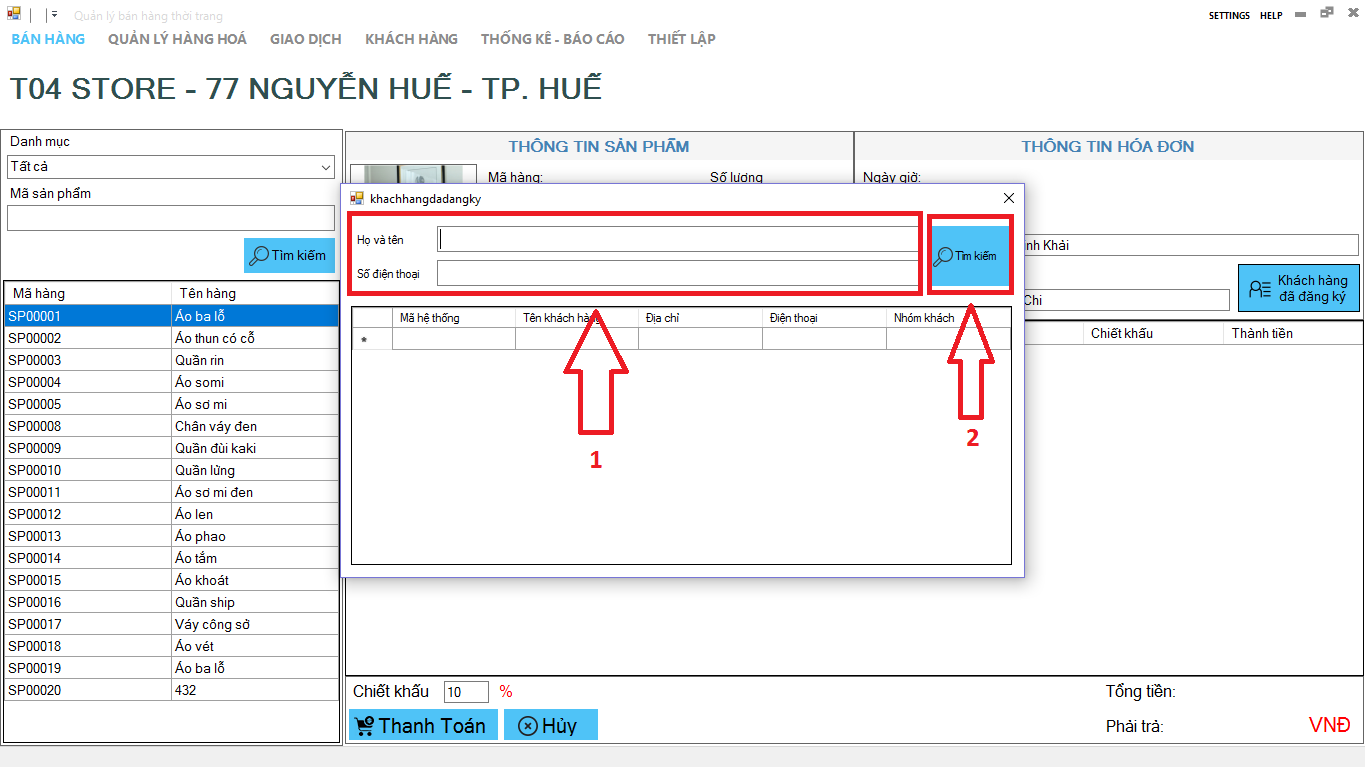 Quản lý bán hàng thời trang
SETTINGS HELP
BÁN HÀNG QUẢN LÝ HÀNG HOÁ GIAO DỊCH KHÁCH HÀNG THỐNG KÊ - BÁO CÁO THIẾT LẬP
T04 STORE - 77 NGUYỄN HUẾ - TP. HUẾ
Danh mục
Tất cả
Mã sản phẩm
Tìm kiếm
Mã hàng Tên hàng
SP00001 Áo ba lỗ
SP00002 Áo thun có cỗ
SP00003 Quần rin
SP00004 Áo somi
SP00005 Áo sơ mi
SP00008 Chân váy đen
SP00009 Quần đùi kaki
SP00010 Quần lửng
SP00011 Áo sơ mi đen
SP00012 Áo len
SP00013 Áo phao
SP00014 Áo tắm
SP00015 Áo khoát
SP00016 Quần ship
SP00017 Váy công sở
SP00018 Áo vét
SP00019 Áo ba lỗ
SP00020 432
THÔNG TIN SẢN PHẨM
Mã hàng: Số lượng
THÔNG TIN HÓA ĐƠN
Ngày giờ:
khachhangdadangky
Họ và tên
Số điện thoại
Tìm kiếm
Mã hệ thống Tên khách hàng Địa chỉ Điện thoại Nhóm khách
*
1
2
Khải
Chi
Khách hàng
đã đăng ký
Chiết khấu Thành tiền
Chiết khấu 10 %
Thanh Toán Hủy
Tổng tiền:
Phải trả: VNĐ